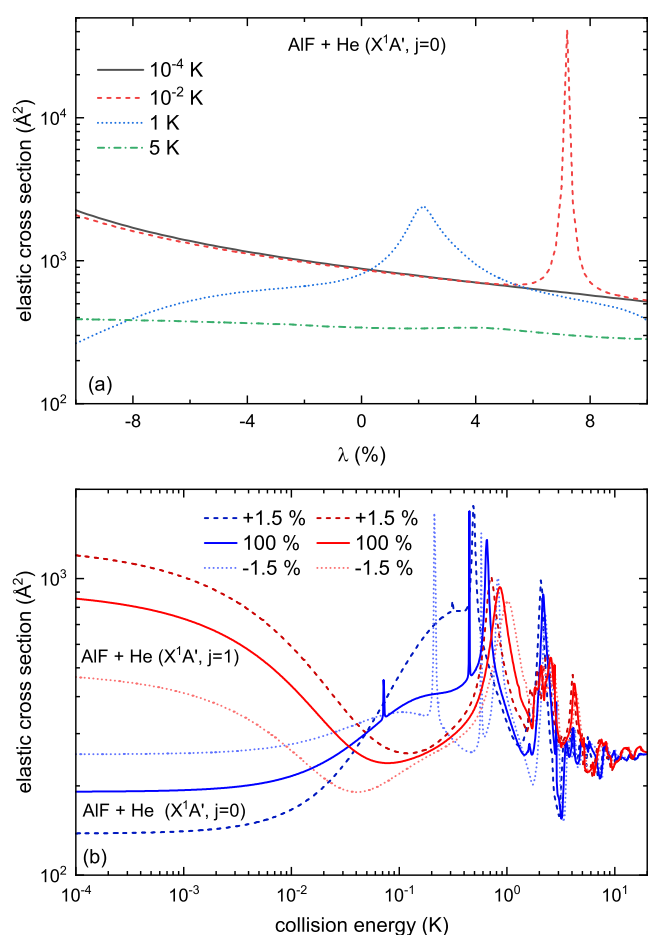 AlF + He (X¹A', j=0)
10⁻⁴ K
10⁻² K
1 K
5 K
10⁴
10³
10²
elastic cross section (Å²)
(a)
-8 -4 0 4 8
λ (%)
+1.5 % +1.5 %
100 % 100 %
-1.5 % -1.5 %
10³
10²
elastic cross section (Å²)
AlF + He (X¹A', j=1)
AlF + He (X¹A', j=0)
(b)
10⁻⁴ 10⁻³ 10⁻² 10⁻¹ 10⁰ 10¹
collision energy (K)